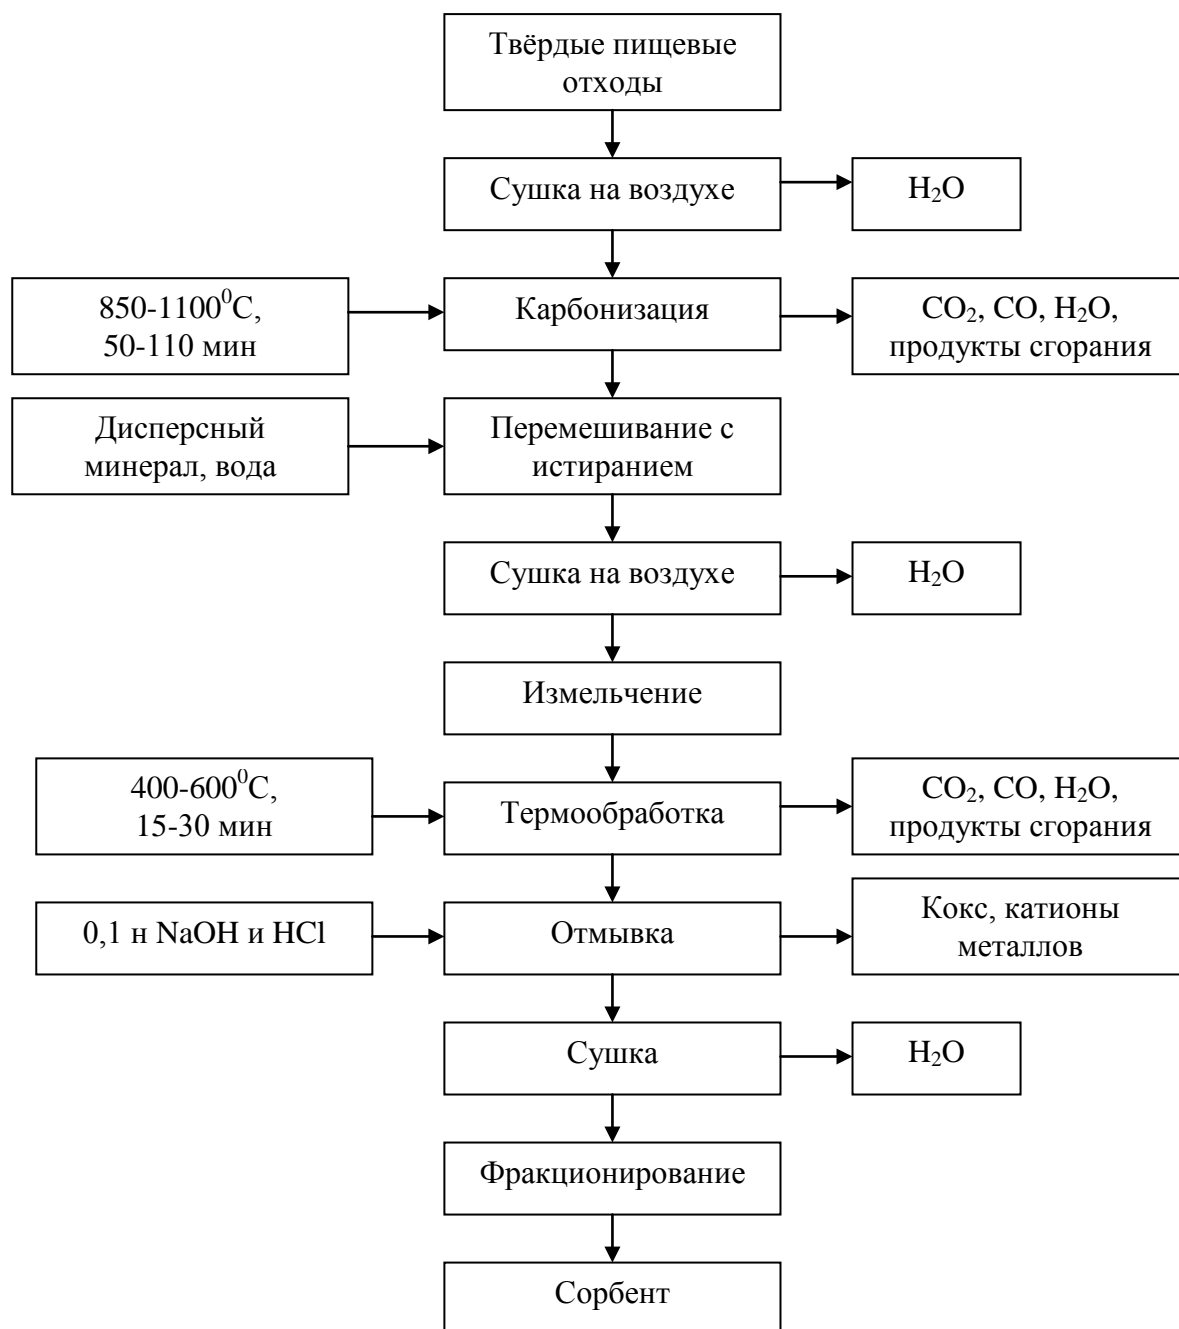 Твёрдые пищевые
отходы
Сушка на воздухе
H₂O
850-1100⁰С,
50-110 мин
Карбонизация
CO₂, CO, H₂O,
продукты сгорания
Дисперсный
минерал, вода
Перемешивание с
истиранием
Сушка на воздухе
H₂O
Измельчение
400-600⁰С,
15-30 мин
Термообработка
CO₂, CO, H₂O,
продукты сгорания
0,1 н NaOH и HCl
Отмывка
Кокс, катионы
металлов
Сушка
H₂O
Фракционирование
Сорбент